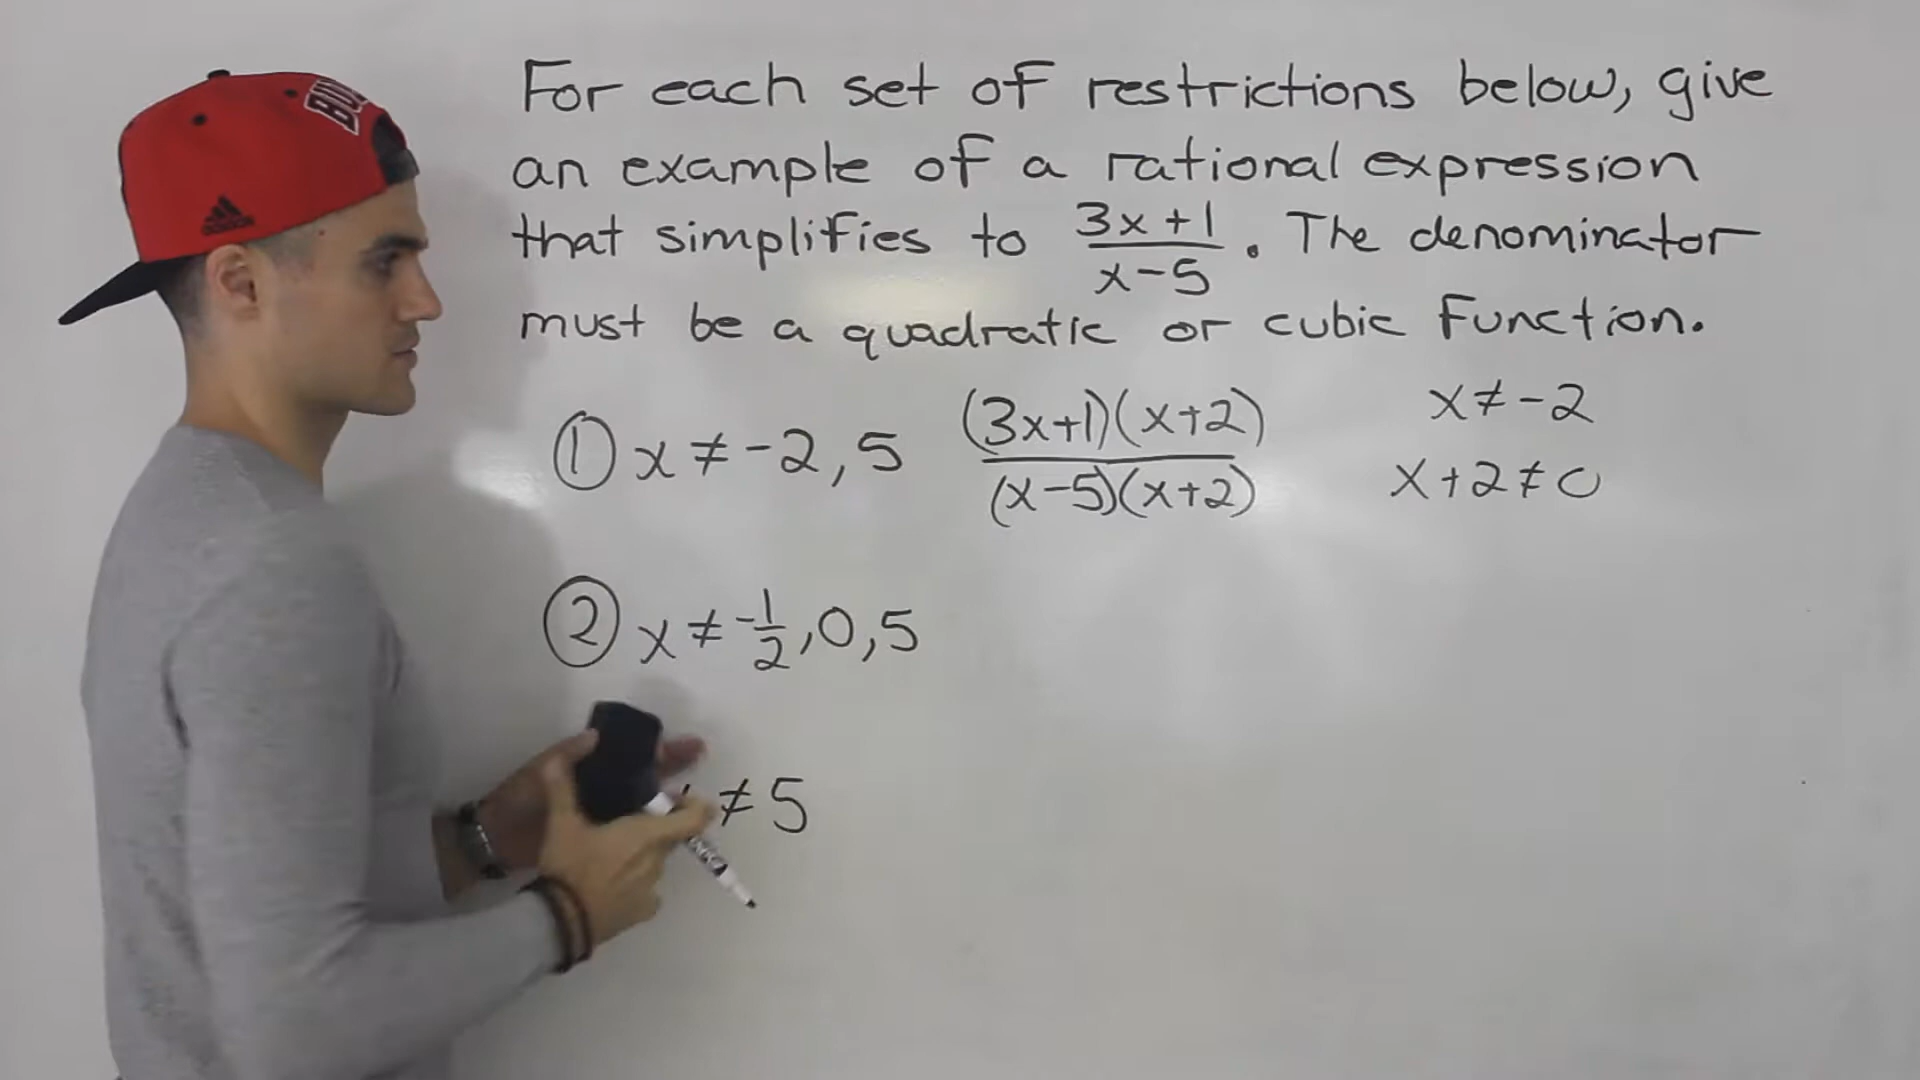 For each set of restrictions below, give
an example of a rational expression
that simplifies to (3x+1)/(x-5). The denominator
must be a quadratic or cubic function.
① x ≠ -2, 5 (3x+1)(x+2)/(x-5)(x+2) x ≠ -2
x+2 ≠ 0
② x ≠ -1/2, 0, 5
≠ 5
adidas